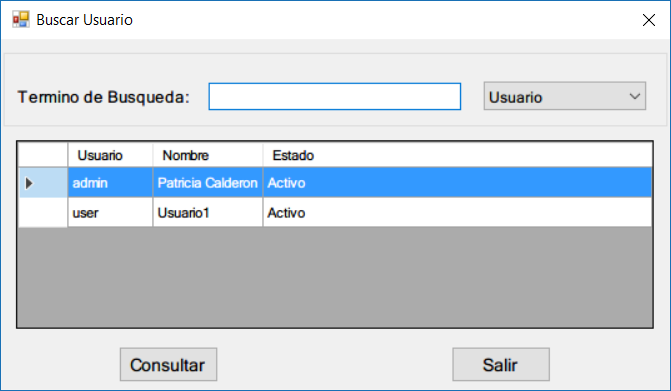 Buscar Usuario
Termino de Busqueda: Usuario
Usuario Nombre Estado
admin Patricia Calderon Activo
user Usuario1 Activo
Consultar Salir